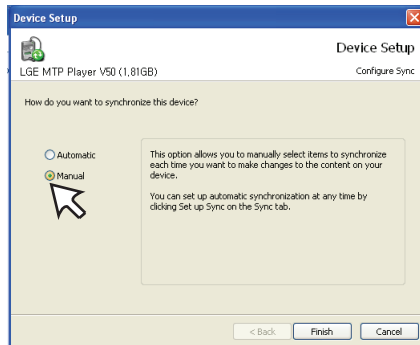 Device Setup
Device Setup
LGE MTP Player V50 (1,81GB)
Configure Sync
How do you want to synchronize this device?
Automatic
Manual
This option allows you to manually select items to synchronize
each time you want to make changes to the content on your
device.
You can set up automatic synchronization at any time by
clicking Set up Sync on the Sync tab.
< Back
Finish
Cancel